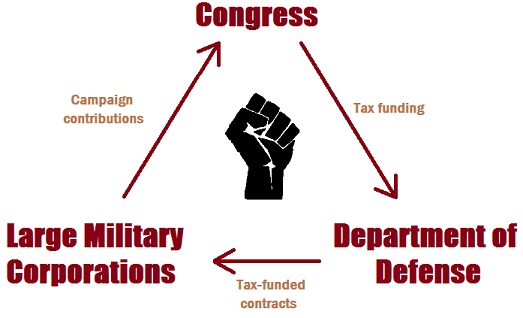 Congress
Campaign
contributions
Tax funding
Large Military
Corporations
Department of
Defense
Tax-funded
contracts